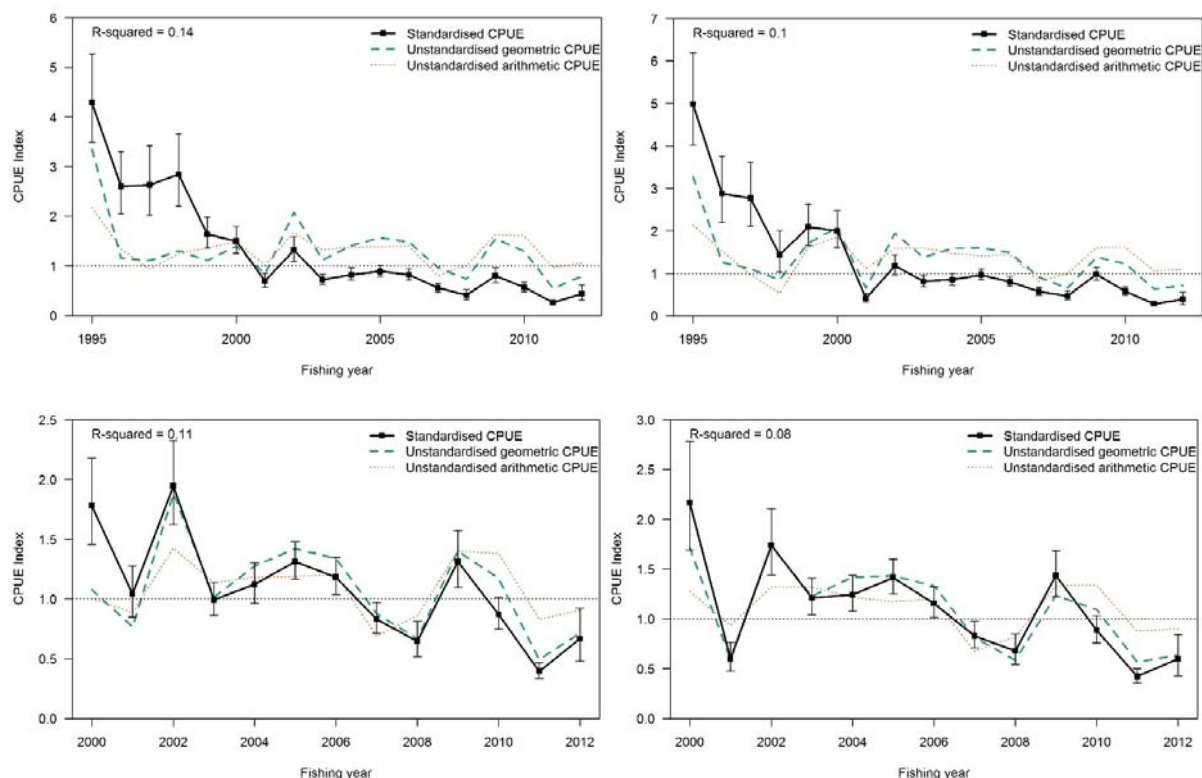 R-squared = 0.14
Standardised CPUE
Unstandardised geometric CPUE
Unstandardised arithmetic CPUE
CPUE Index
6
5
4
3
2
1
0
1995
2000
2005
2010
Fishing year
R-squared = 0.1
Standardised CPUE
Unstandardised geometric CPUE
Unstandardised arithmetic CPUE
CPUE Index
7
6
5
4
3
2
1
0
1995
2000
2005
2010
Fishing year
R-squared = 0.11
Standardised CPUE
Unstandardised geometric CPUE
Unstandardised arithmetic CPUE
CPUE Index
2.5
2.0
1.5
1.0
0.5
0.0
2000
2002
2004
2006
2008
2010
2012
Fishing year
R-squared = 0.08
Standardised CPUE
Unstandardised geometric CPUE
Unstandardised arithmetic CPUE
CPUE Index
3.0
2.5
2.0
1.5
1.0
0.5
0.0
2000
2002
2004
2006
2008
2010
2012
Fishing year